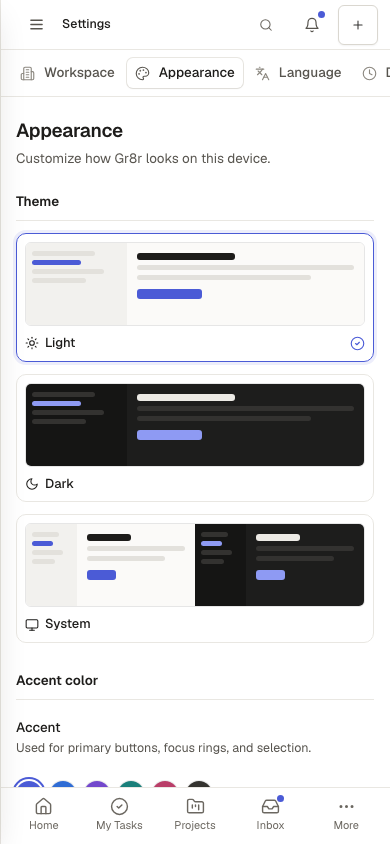 Settings
Workspace
Appearance
Language
Appearance
Customize how Gr8r looks on this device.
Theme
Light
Dark
System
Accent color
Accent
Used for primary buttons, focus rings, and selection.
Home
My Tasks
Projects
Inbox
More